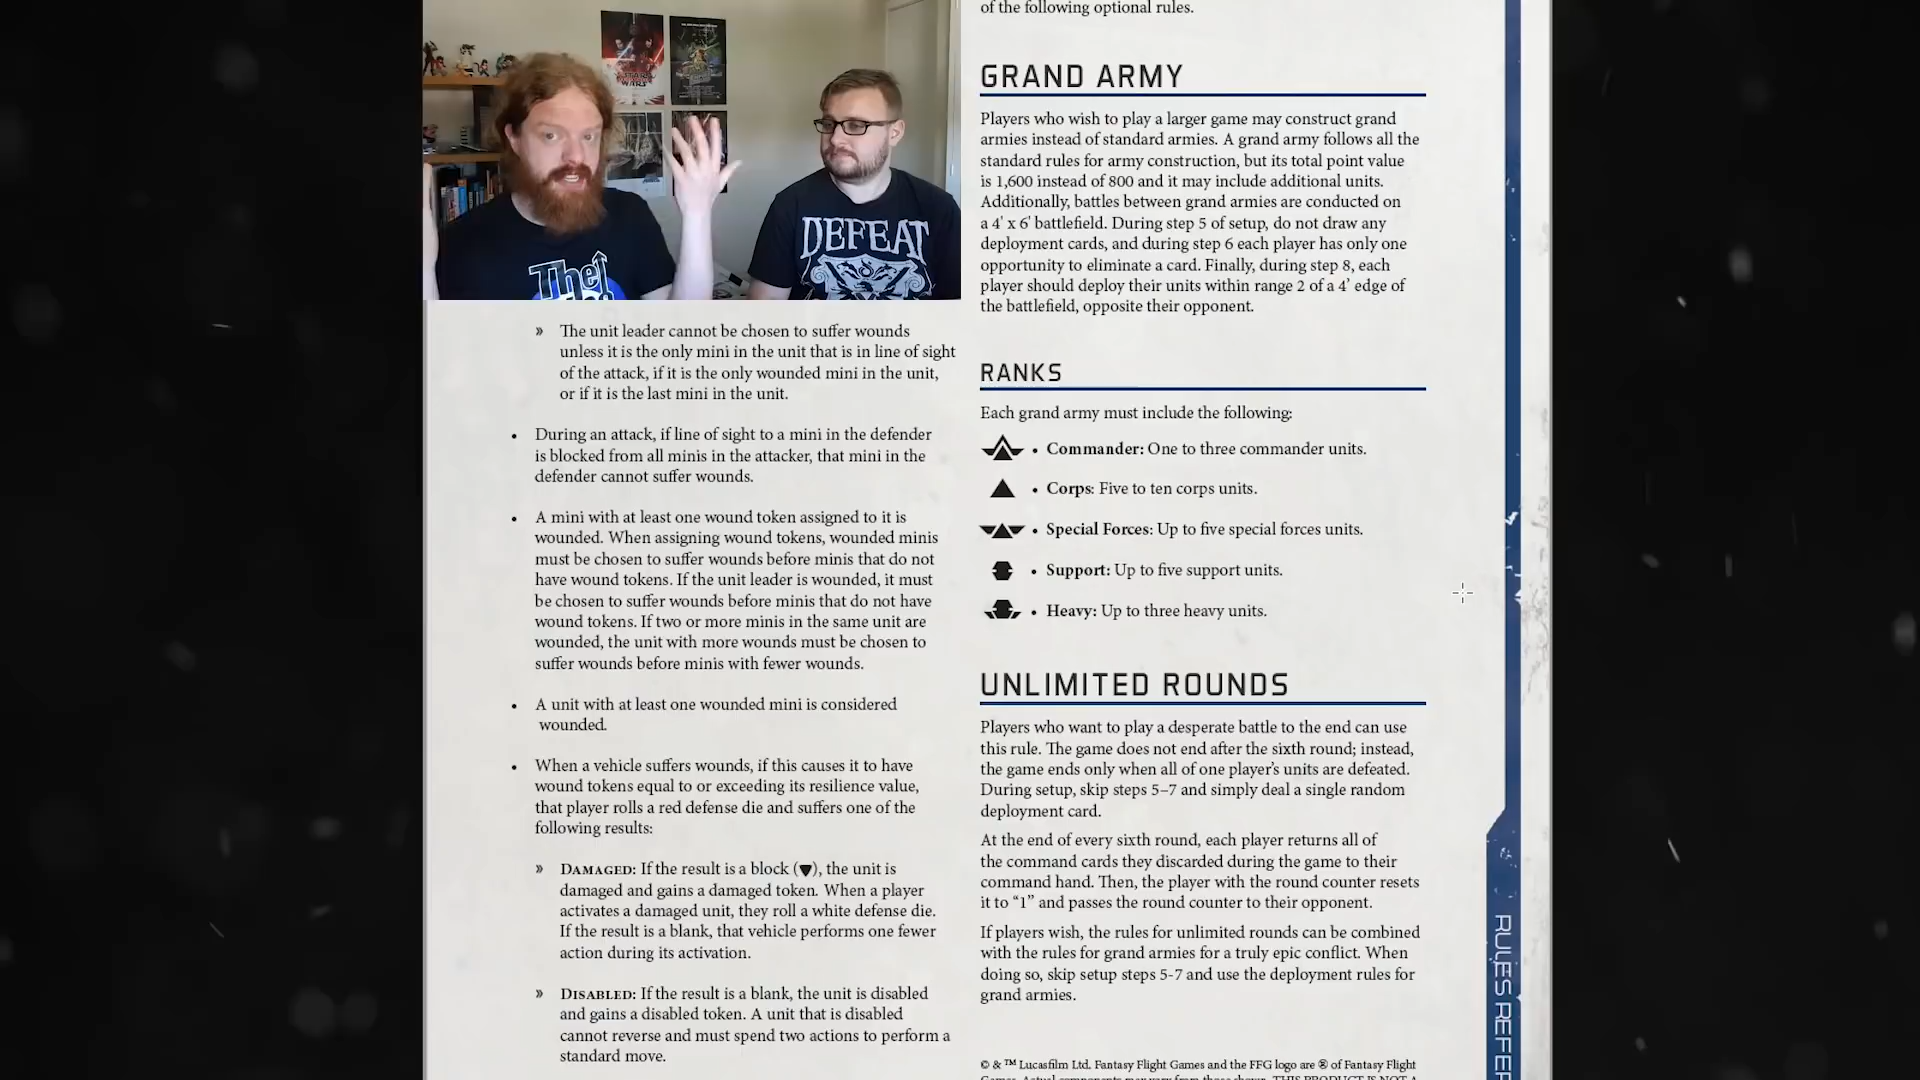 DEFEAT
» The unit leader cannot be chosen to suffer wounds
unless it is the only mini in the unit that is in line of sight
of the attack, if it is the only wounded mini in the unit,
or if it is the last mini in the unit.
• During an attack, if line of sight to a mini in the defender
is blocked from all minis in the attacker, that mini in the
defender cannot suffer wounds.
• A mini with at least one wound token assigned to it is
wounded. When assigning wound tokens, wounded minis
must be chosen to suffer wounds before minis that do not
have wound tokens. If the unit leader is wounded, it must
be chosen to suffer wounds before minis that do not have
wound tokens. If two or more minis in the same unit are
wounded, the unit with more wounds must be chosen to
suffer wounds before minis with fewer wounds.
• A unit with at least one wounded mini is considered
wounded.
• When a vehicle suffers wounds, if this causes it to have
wound tokens equal to or exceeding its resilience value,
that player rolls a red defense die and suffers one of the
following results:
» DAMAGED: If the result is a block (▼), the unit is
damaged and gains a damaged token. When a player
activates a damaged unit, they roll a white defense die.
If the result is a blank, that vehicle performs one fewer
action during its activation.
» DISABLED: If the result is a blank, the unit is disabled
and gains a disabled token. A unit that is disabled
cannot reverse and must spend two actions to perform a
standard move.
of the following optional rules.
GRAND ARMY
Players who wish to play a larger game may construct grand
armies instead of standard armies. A grand army follows all the
standard rules for army construction, but its total point value
is 1,600 instead of 800 and it may include additional units.
Additionally, battles between grand armies are conducted on
a 4' x 6' battlefield. During step 5 of setup, do not draw any
deployment cards, and during step 6 each player has only one
opportunity to eliminate a card. Finally, during step 8, each
player should deploy their units within range 2 of a 4’ edge of
the battlefield, opposite their opponent.
RANKS
Each grand army must include the following:
• Commander: One to three commander units.
• Corps: Five to ten corps units.
• Special Forces: Up to five special forces units.
• Support: Up to five support units.
• Heavy: Up to three heavy units.
UNLIMITED ROUNDS
Players who want to play a desperate battle to the end can use
this rule. The game does not end after the sixth round; instead,
the game ends only when all of one player’s units are defeated.
During setup, skip steps 5–7 and simply deal a single random
deployment card.
At the end of every sixth round, each player returns all of
the command cards they discarded during the game to their
command hand. Then, the player with the round counter resets
it to “1” and passes the round counter to their opponent.
If players wish, the rules for unlimited rounds can be combined
with the rules for grand armies for a truly epic conflict. When
doing so, skip setup steps 5-7 and use the deployment rules for
grand armies.
© & ™ Lucasfilm Ltd. Fantasy Flight Games and the FFG logo are ® of Fantasy Flight
RULES REFER